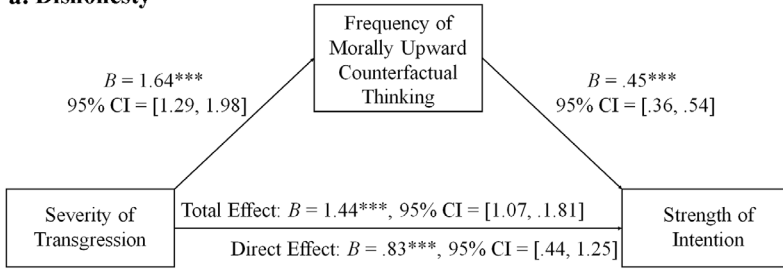 a. Dishonesty
Frequency of
Morally Upward
Counterfactual
Thinking
B = 1.64***
95% CI = [1.29, 1.98]
B = .45***
95% CI = [.36, .54]
Severity of
Transgression
Total Effect: B = 1.44***, 95% CI = [1.07, .1.81]
Direct Effect: B = .83***, 95% CI = [.44, 1.25]
Strength of
Intention